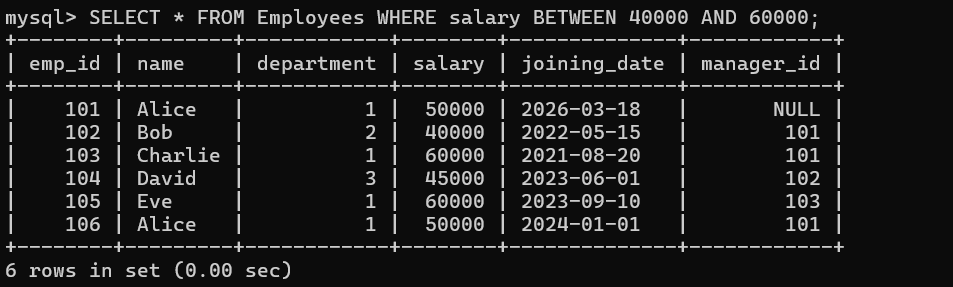 mysql> SELECT * FROM Employees WHERE salary BETWEEN 40000 AND 60000;
+--------+---------+------------+--------+--------------+------------+
| emp_id | name    | department | salary | joining_date | manager_id |
+--------+---------+------------+--------+--------------+------------+
|    101 | Alice   |          1 |  50000 | 2026-03-18   |       NULL |
|    102 | Bob     |          2 |  40000 | 2022-05-15   |        101 |
|    103 | Charlie |          1 |  60000 | 2021-08-20   |        101 |
|    104 | David   |          3 |  45000 | 2023-06-01   |        102 |
|    105 | Eve     |          1 |  60000 | 2023-09-10   |        103 |
|    106 | Alice   |          1 |  50000 | 2024-01-01   |        101 |
+--------+---------+------------+--------+--------------+------------+
6 rows in set (0.00 sec)